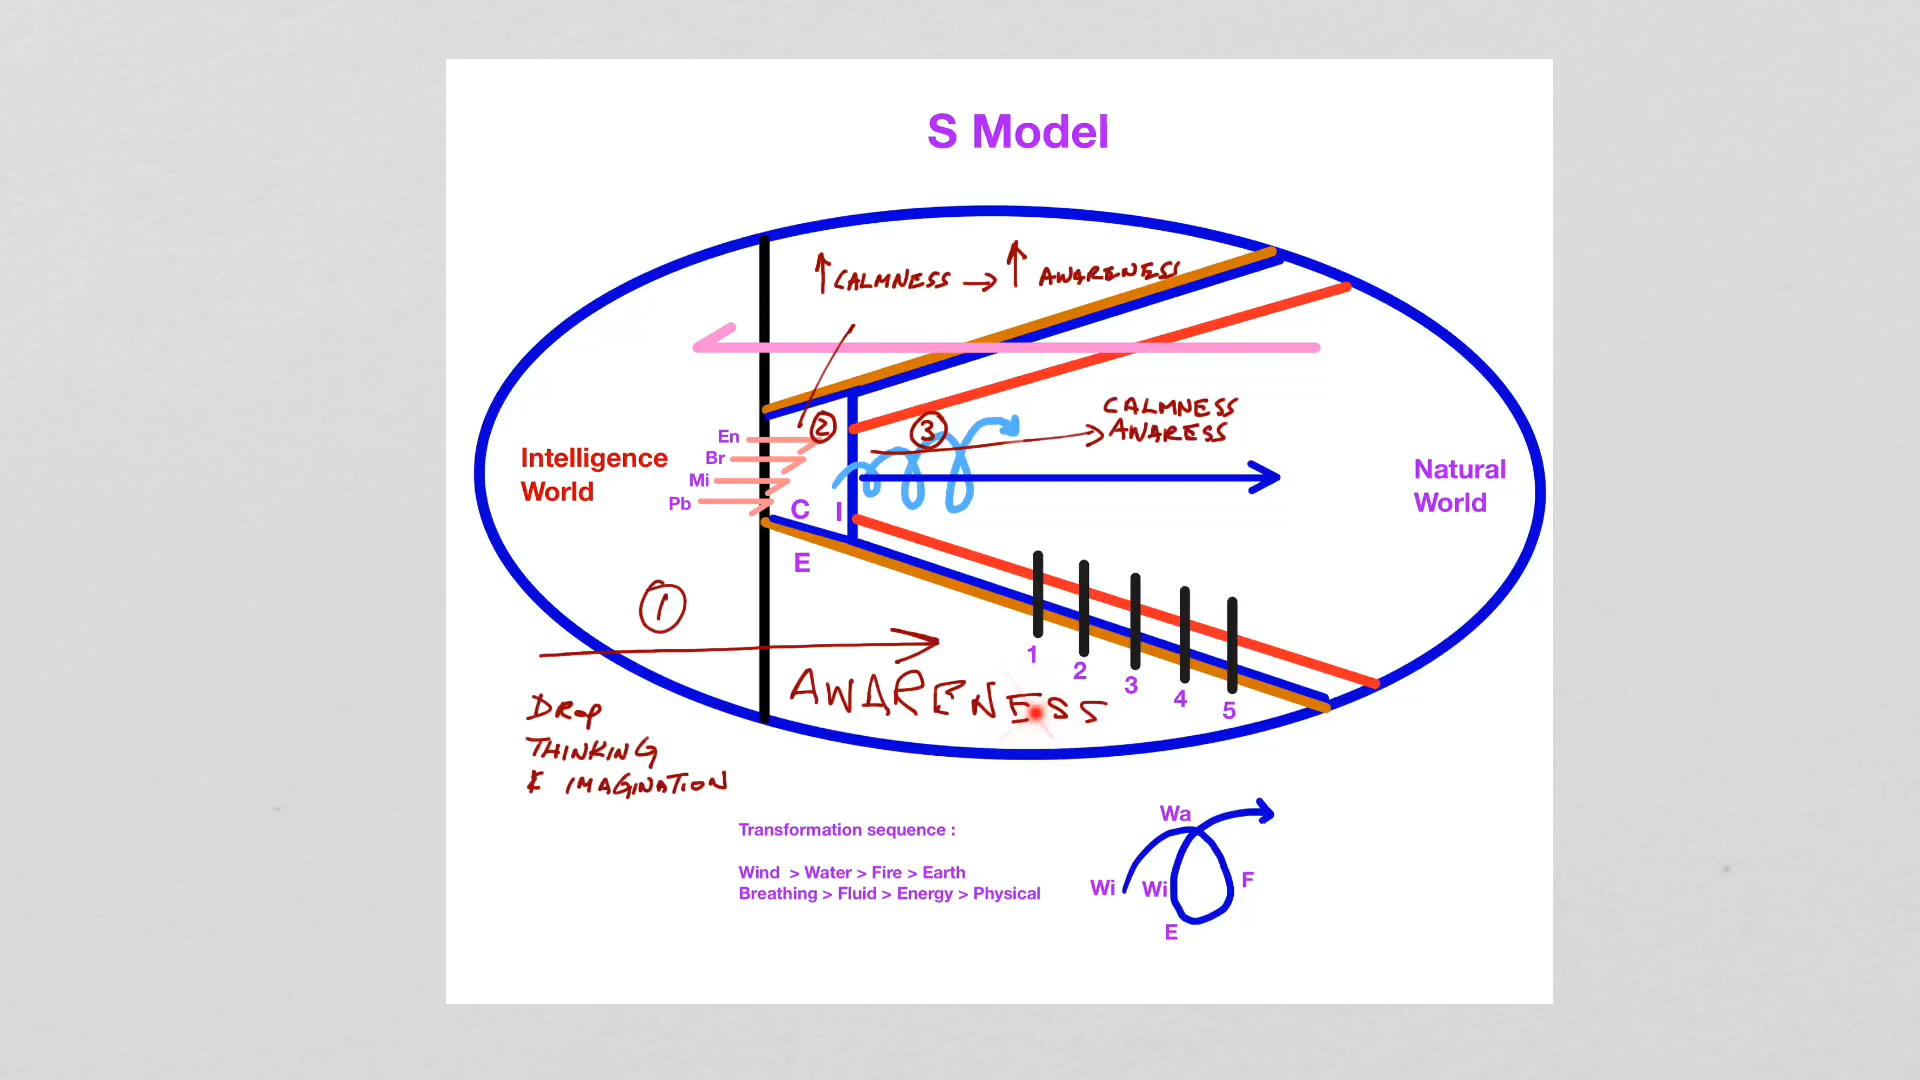 S Model
↑ CALMNESS → ↑ AWARENESS
CALMNESS
AWARESS
2
3
En
Br
Mi
Pb
Intelligence
World
C
I
E
Natural
World
1
1
2
3
4
5
AWARENESS
DROP
THINKING
& IMAGINATION
Transformation sequence :
Wind > Water > Fire > Earth
Breathing > Fluid > Energy > Physical
Wa
Wi
Wi
F
E